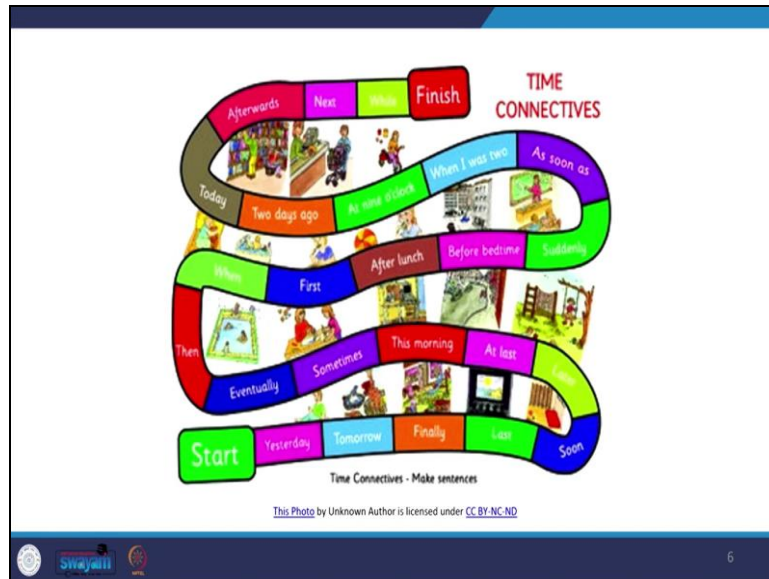 TIME
CONNECTIVES
Afterwards Next While Finish
Today Two days ago At nine o'clock When I was two As soon as
When First After lunch Before bedtime Suddenly
Then Eventually Sometimes This morning At last Later
Start Yesterday Tomorrow Finally Last Soon
Time Connectives - Make sentences
This Photo by Unknown Author is licensed under CC BY-NC-ND
swayam
6